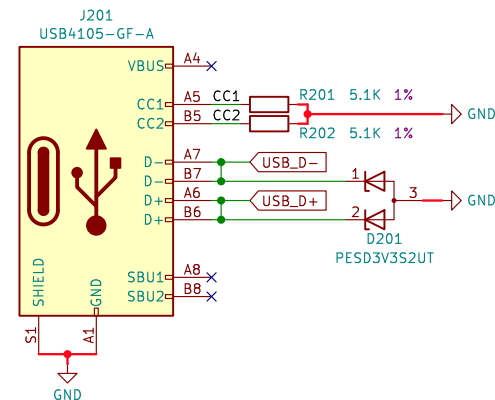 J201
USB4105-GF-A
VBUS A4
CC1 A5 CC1 R201 5.1K 1%
GND
CC2 B5 CC2 R202 5.1K 1%
D- A7 USB_D-
D- B7 1
D+ A6 USB_D+ 3 GND
D+ B6 2
D201
PESD3V3S2UT
SBU1 A8
SBU2 B8
SHIELD GND
S1 A1
GND